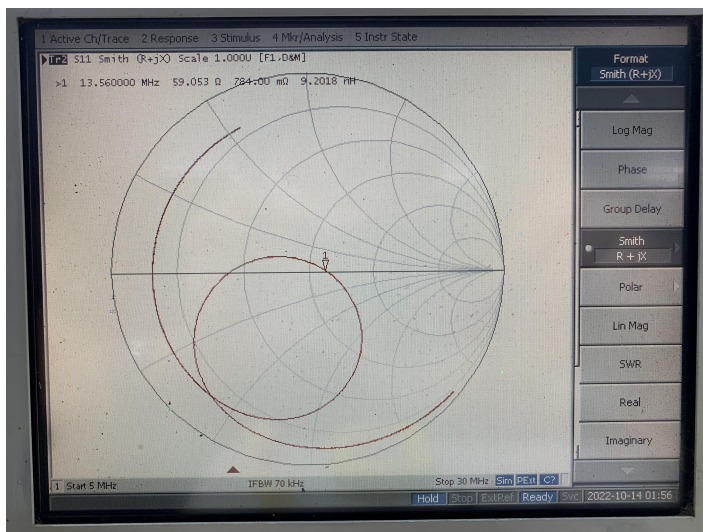 1 Active Ch/Trace 2 Response 3 Stimulus 4 Mkr/Analysis 5 Instr State
Tr2 S11 Smith (R+jX) Scale 1.000U [F1,D&M]
>1 13.560000 MHz 59.053 Ω 784.00 mΩ 9.2018 nH
1
Format
Smith (R+jX)
Log Mag
Phase
Group Delay
Smith
R + jX
Polar
Lin Mag
SWR
Real
Imaginary
1 Start 5 MHz IFBW 70 kHz Stop 30 MHz Sim PExt C?
Hold Stop ExtRef Ready Svc 2022-10-14 01:56